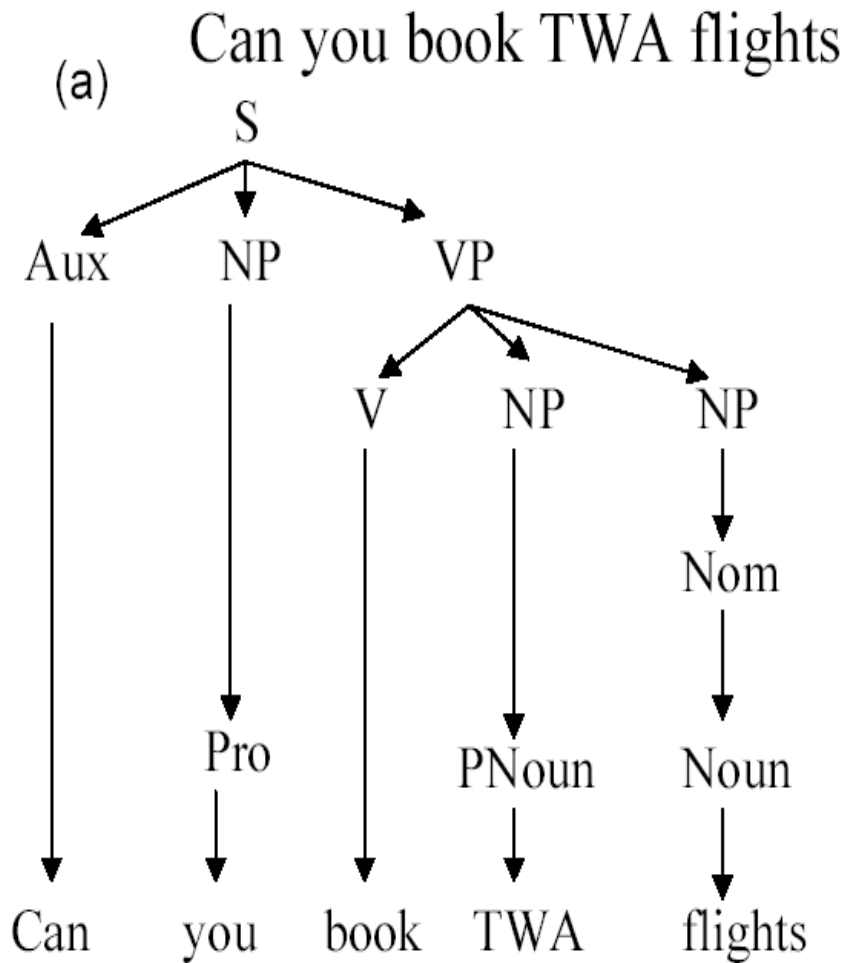 Can you book TWA flights
(a)
S
Aux NP VP
V NP NP
Nom
Pro PNoun Noun
Can you book TWA flights